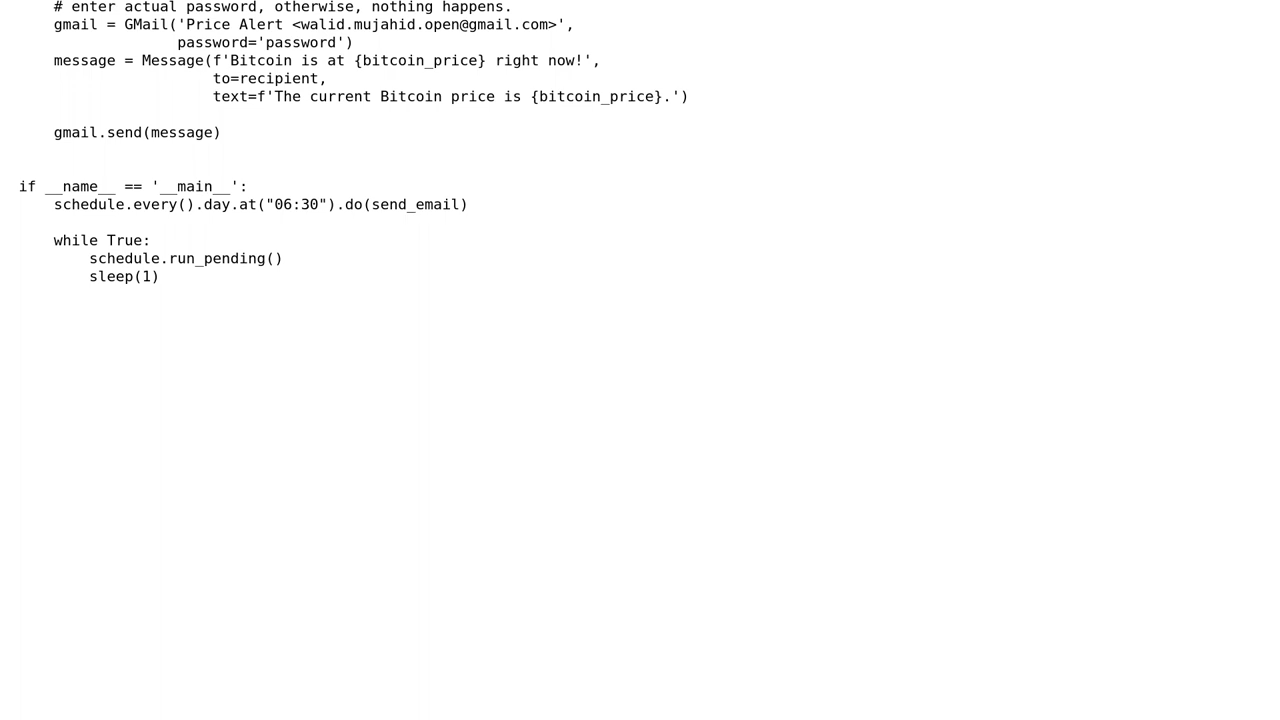 # enter actual password, otherwise, nothing happens.
gmail = GMail('Price Alert <walid.mujahid.open@gmail.com>',
password='password')
message = Message(f'Bitcoin is at {bitcoin_price} right now!',
to=recipient,
text=f'The current Bitcoin price is {bitcoin_price}.')
gmail.send(message)
if __name__ == '__main__':
schedule.every().day.at("06:30").do(send_email)
while True:
schedule.run_pending()
sleep(1)